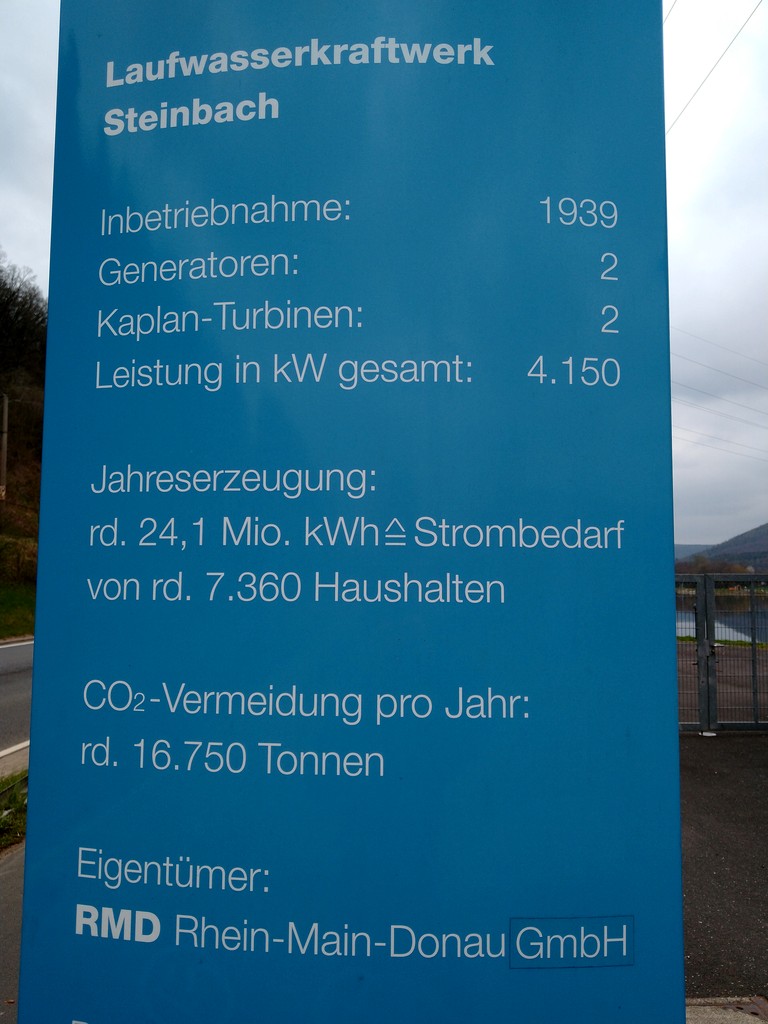 Laufwasserkraftwerk
Steinbach
Inbetriebnahme: 1939
Generatoren: 2
Kaplan-Turbinen: 2
Leistung in kW gesamt: 4.150
Jahreserzeugung:
rd. 24,1 Mio. kWh ≙ Strombedarf
von rd. 7.360 Haushalten
CO₂-Vermeidung pro Jahr:
rd. 16.750 Tonnen
Eigentümer:
RMD Rhein-Main-Donau GmbH